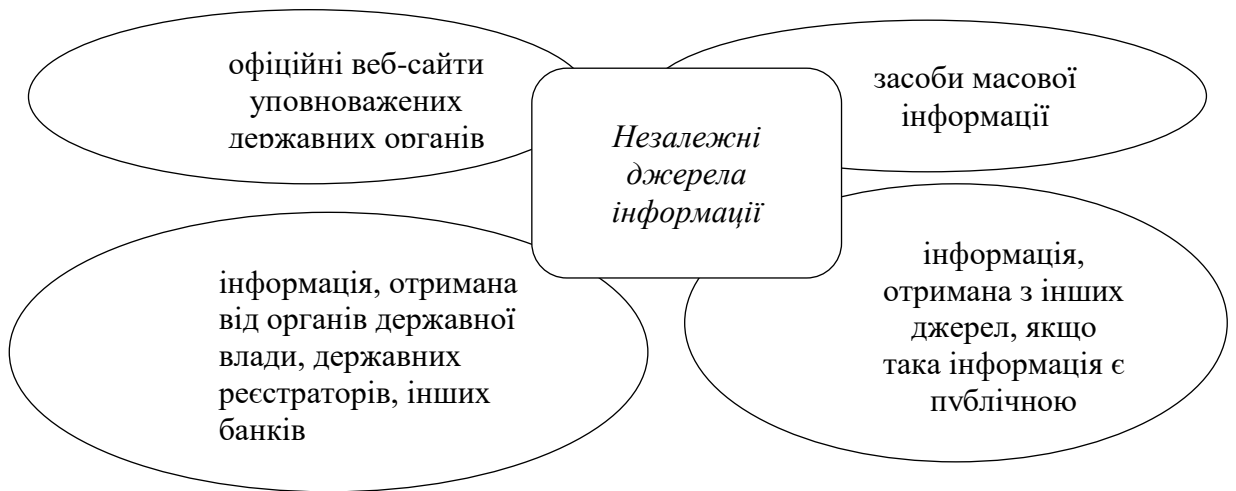 офіційні веб-сайти
уповноважених
державних органів
засоби масової
інформації
Незалежні
джерела
інформації
інформація, отримана
від органів державної
влади, державних
реєстраторів, інших
банків
інформація,
отримана з інших
джерел, якщо
така інформація є
публічною